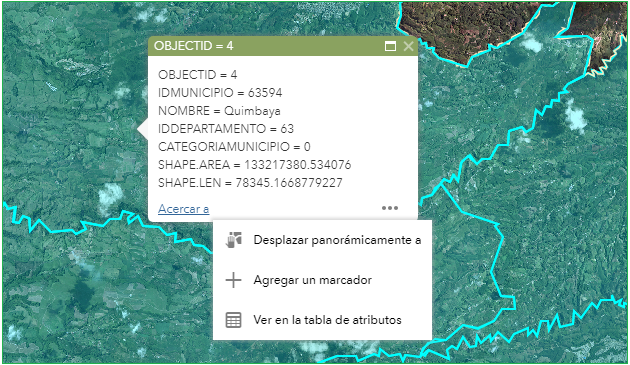 OBJECTID = 4
OBJECTID = 4
IDMUNICIPIO = 63594
NOMBRE = Quimbaya
IDDEPARTAMENTO = 63
CATEGORIAMUNICIPIO = 0
SHAPE.AREA = 133217380.534076
SHAPE.LEN = 78345.1668779227
Acercar a
Desplazar panorámicamente a
Agregar un marcador
Ver en la tabla de atributos